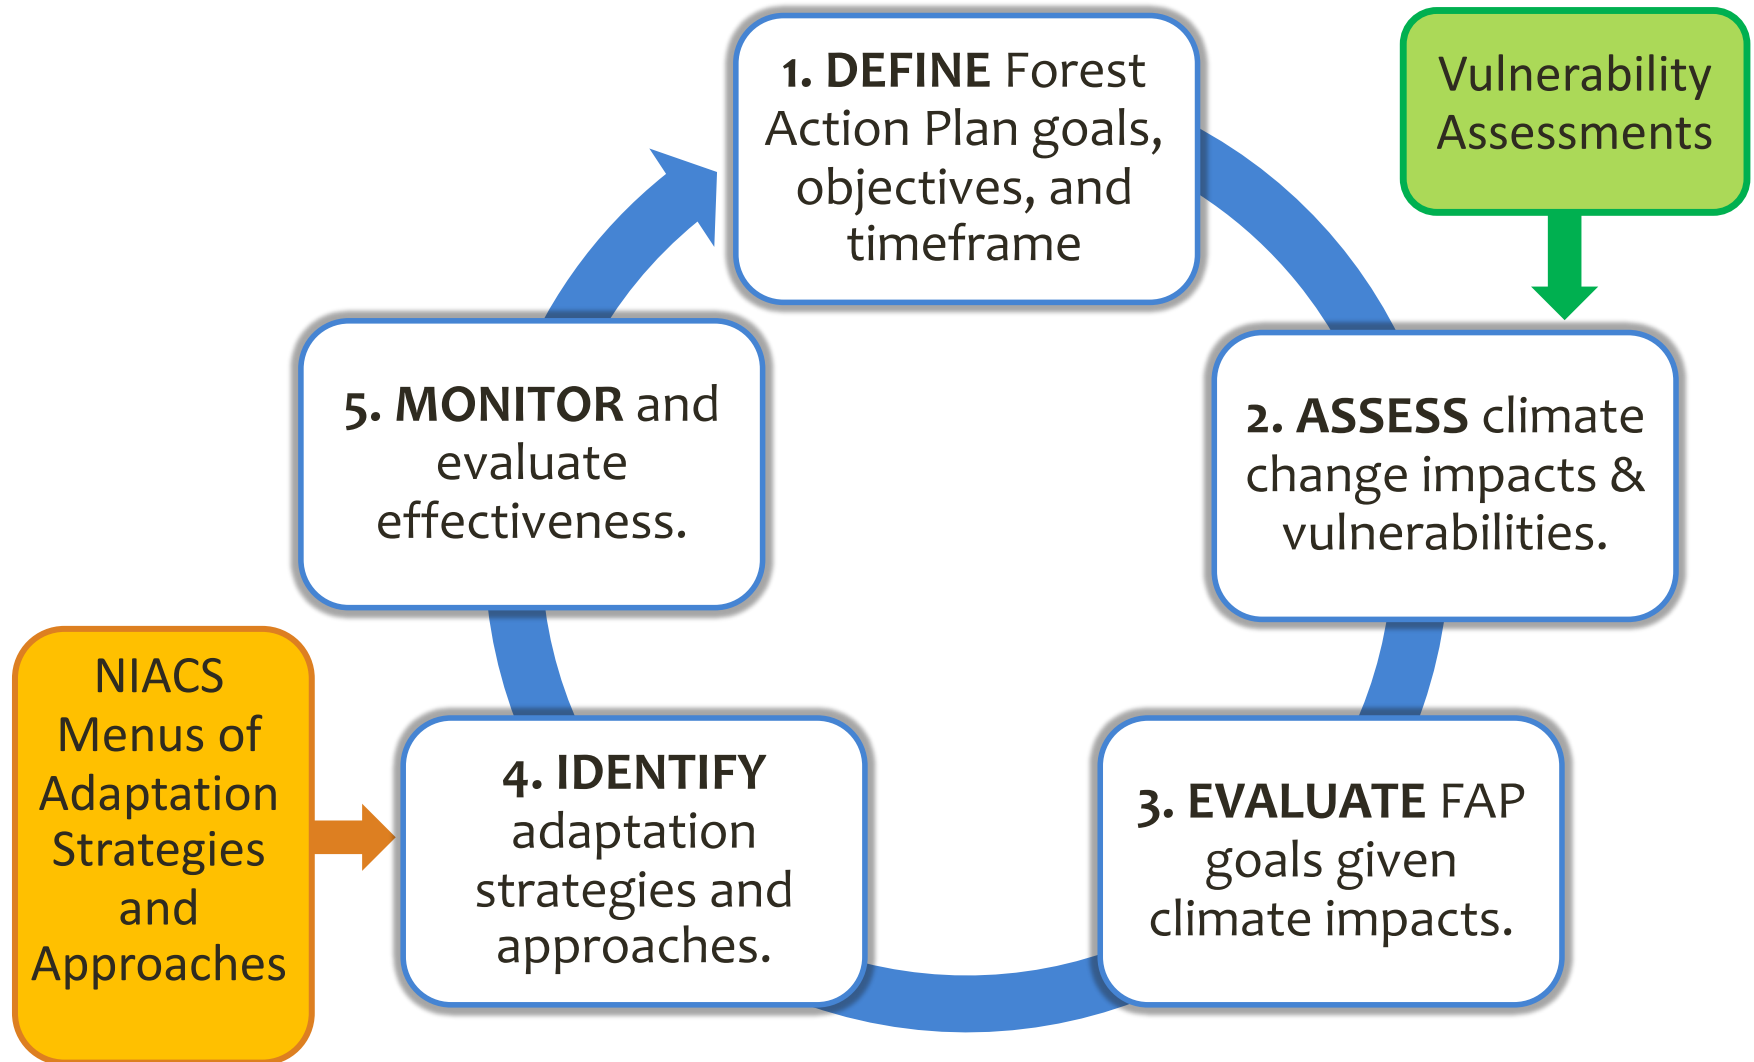 1. DEFINE Forest
Action Plan goals,
objectives, and
timeframe
Vulnerability
Assessments
2. ASSESS climate
change impacts &
vulnerabilities.
3. EVALUATE FAP
goals given
climate impacts.
4. IDENTIFY
adaptation
strategies and
approaches.
NIACS
Menus of
Adaptation
Strategies
and
Approaches
5. MONITOR and
evaluate
effectiveness.